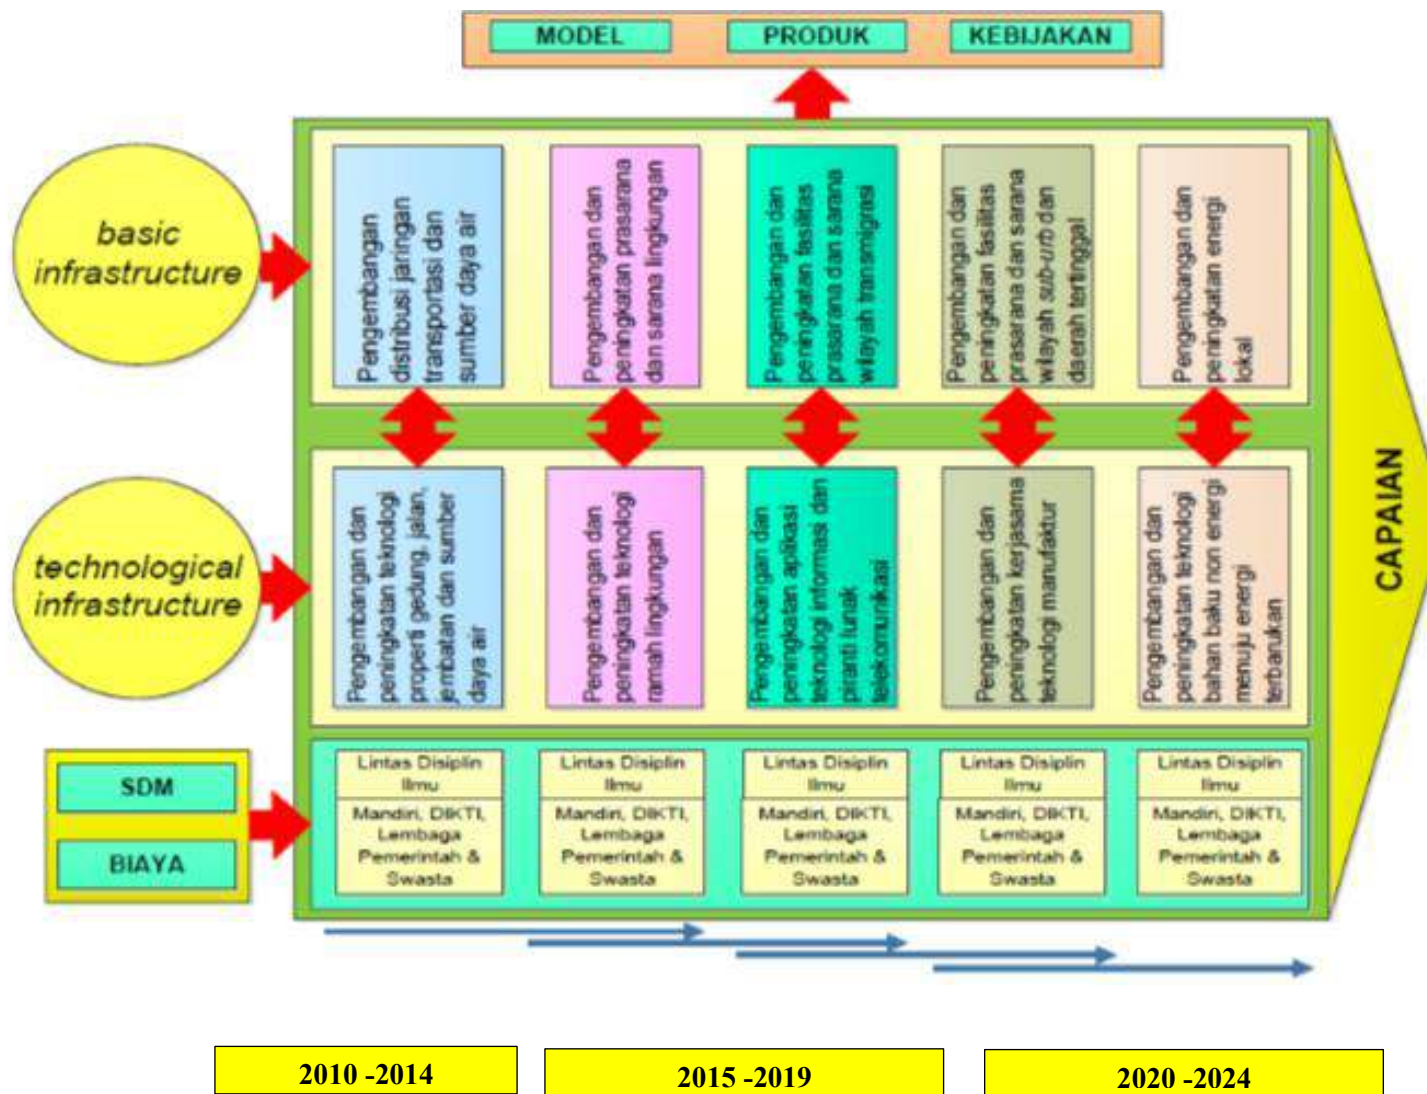 MODEL
PRODUK
KEBIJAKAN
basic
infrastructure
Pengembangan
distribusi jaringan
transportasi dan
sumber daya air
Pengembangan dan
peningkatan prasarana
dan sarana lingkungan
Pengembangan dan
peningkatan fasilitas
prasarana dan sarana
wilayah transmigrasi
Pengembangan dan
peningkatan fasilitas
prasarana dan sarana
wilayah sub-urb dan
daerah tertinggal
Pengembangan dan
peningkatan energi
lokal
technological
infrastructure
Pengembangan dan
peningkatan teknologi
properti gedung, jalan,
jembatan dan sumber
daya air
Pengembangan dan
peningkatan teknologi
ramah lingkungan
Pengembangan dan
peningkatan aplikasi
teknologi informasi dan
piranti lunak
telekomunikasi
Pengembangan dan
peningkatan kerjasama
teknologi manufaktur
Pengembangan dan
peningkatan teknologi
bahan baku non energi
menuju energi
terbarukan
CAPAIAN
SDM
BIAYA
Lintas Disiplin
Ilmu
Mandiri, DIKTI,
Lembaga
Pemerintah &
Swasta
Lintas Disiplin
Ilmu
Mandiri, DIKTI,
Lembaga
Pemerintah &
Swasta
Lintas Disiplin
Ilmu
Mandiri, DIKTI,
Lembaga
Pemerintah &
Swasta
Lintas Disiplin
Ilmu
Mandiri, DIKTI,
Lembaga
Pemerintah &
Swasta
Lintas Disiplin
Ilmu
Mandiri, DIKTI,
Lembaga
Pemerintah &
Swasta
2010 -2014
2015 -2019
2020 -2024